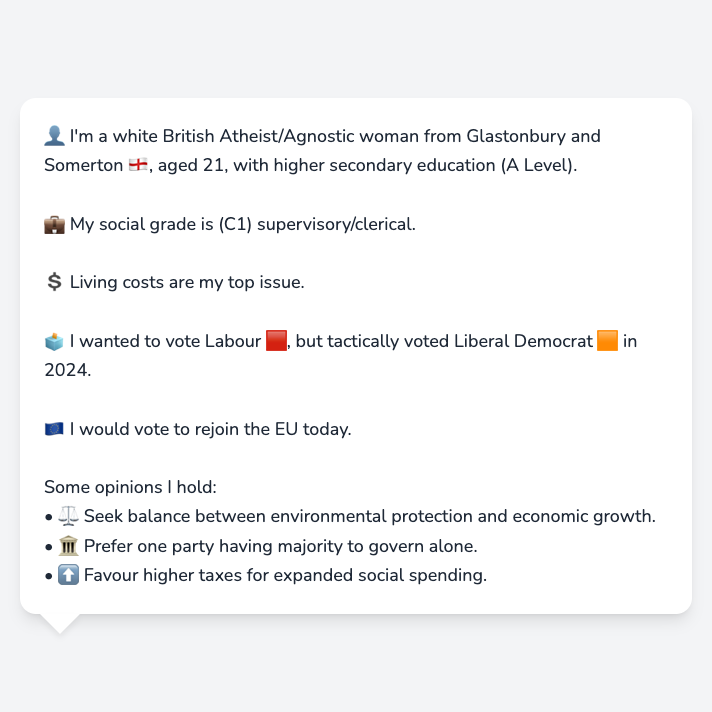 👤 I'm a white British Atheist/Agnostic woman from Glastonbury and
Somerton 🏴󠁧󠁢󠁥󠁮󠁧󠁿, aged 21, with higher secondary education (A Level).
💼 My social grade is (C1) supervisory/clerical.
💲 Living costs are my top issue.
🗳️ I wanted to vote Labour 🟥, but tactically voted Liberal Democrat 🟧 in
2024.
🇪🇺 I would vote to rejoin the EU today.
Some opinions I hold:
• ⚖️ Seek balance between environmental protection and economic growth.
• 🏛️ Prefer one party having majority to govern alone.
• ⬆️ Favour higher taxes for expanded social spending.